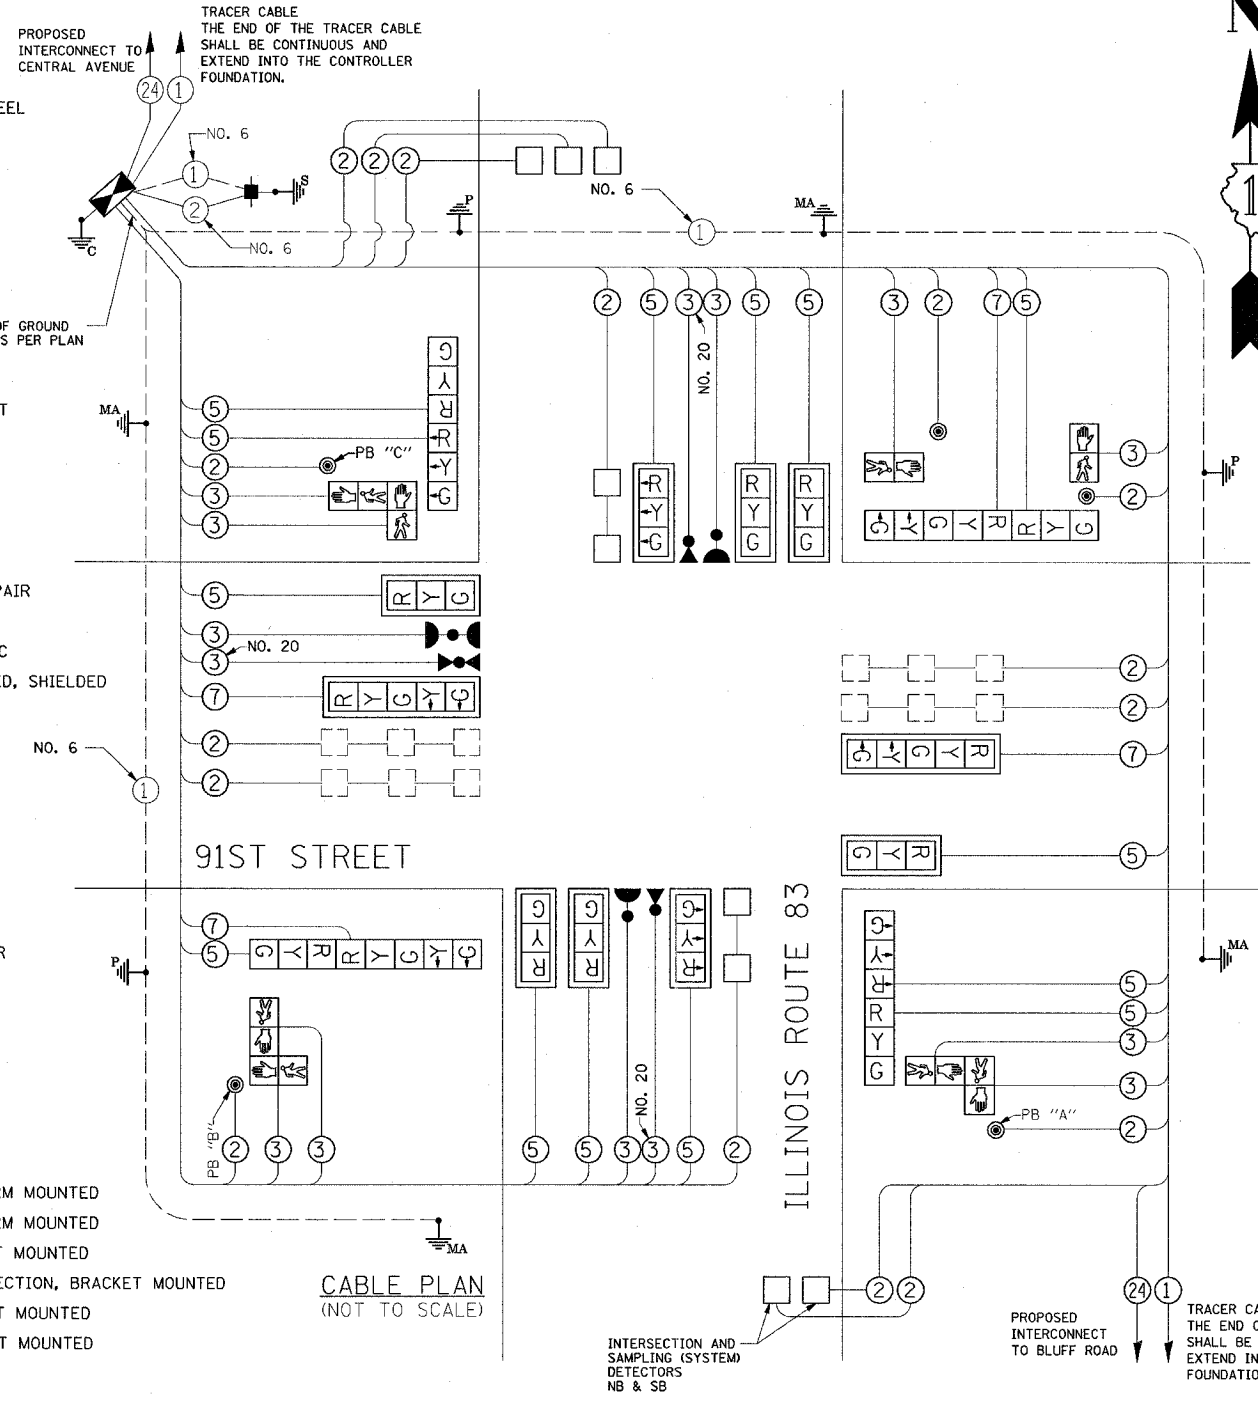 TRACER CABLE
THE END OF THE TRACER CABLE
SHALL BE CONTINUOUS AND
EXTEND INTO THE CONTROLLER
FOUNDATION.
PROPOSED
INTERCONNECT TO
CENTRAL AVENUE
24 1
EEL
NO. 6
1
2
NO. 6
S
C
2 2 2
P
NO. 6
1
MA
1
OF GROUND
S PER PLAN
2 5 3 3 5 5
NO. 20
3 2 7 5
T
MA
G
Y
R
R
Y
G
5
5
2
PB "C"
3
3
R
Y
G
R
Y
G
R
Y
G
3
2
P
G Y G Y R R Y G
PAIR
C
ED, SHIELDED
5
R Y G
3
3
NO. 20
7
R Y G Y G
2
2
NO. 6
1
2
2
G Y G Y R
7
G Y R
5
91ST STREET
ILLINOIS ROUTE 83
R
P
7
5
G Y R R Y G Y G
G
Y
R
G
Y
R
G
Y
R
PB "B"
2 3 3
5 5 3 3 5 2
NO. 20
G
Y
R
R
Y
G
5
5
3
3
PB "A"
2
MA
RM MOUNTED
RM MOUNTED
T MOUNTED
ECTION, BRACKET MOUNTED
T MOUNTED
T MOUNTED
MA
CABLE PLAN
(NOT TO SCALE)
2 2
INTERSECTION AND
SAMPLING (SYSTEM)
DETECTORS
NB & SB
24 1
PROPOSED
INTERCONNECT
TO BLUFF ROAD
TRACER CA
THE END O
SHALL BE
EXTEND IN
FOUNDATIO